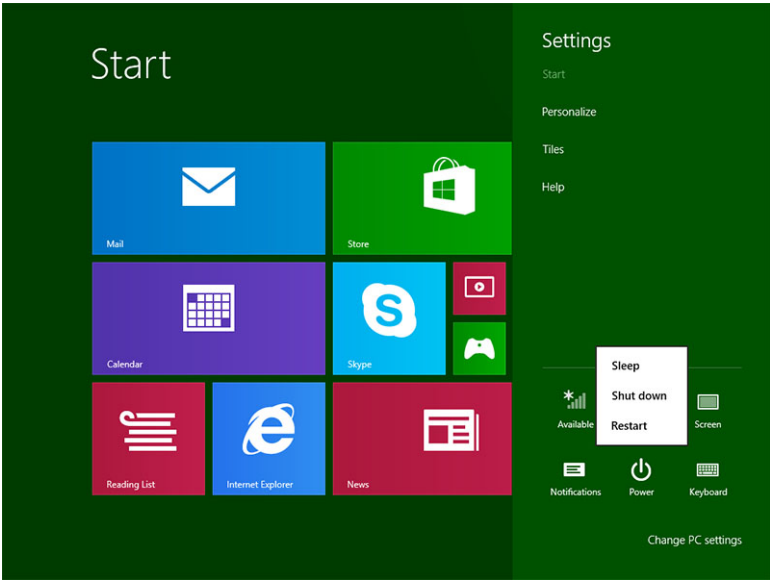 Start
Mail
Store
Calendar
Skype
Reading List
Internet Explorer
News
Settings
Start
Personalize
Tiles
Help
Sleep
Shut down
Restart
Available
Screen
Notifications
Power
Keyboard
Change PC settings